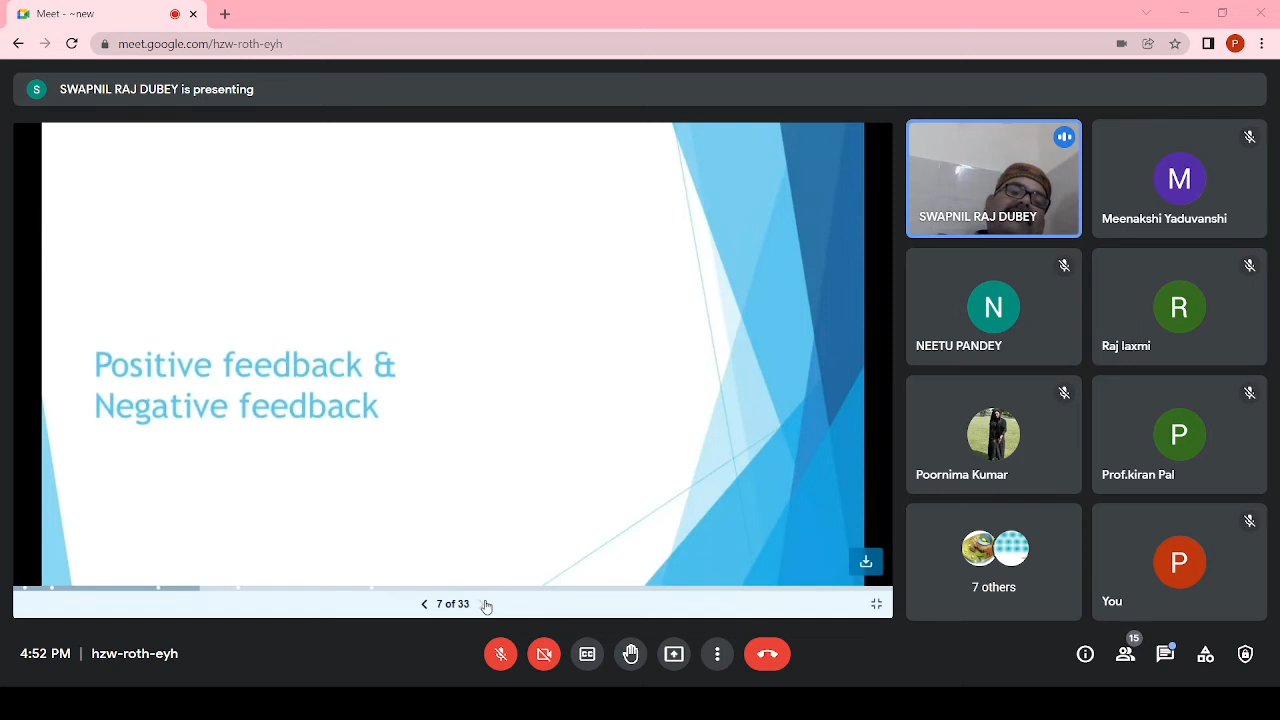 Meet - ~new
meet.google.com/hzw-roth-eyh
P
S
SWAPNIL RAJ DUBEY is presenting
Positive feedback &
Negative feedback
7 of 33
SWAPNIL RAJ DUBEY
M
Meenakshi Yaduvanshi
N
NEETU PANDEY
R
Raj laxmi
Poornima Kumar
P
Prof.kiran Pal
7 others
P
You
4:52 PM | hzw-roth-eyh
15